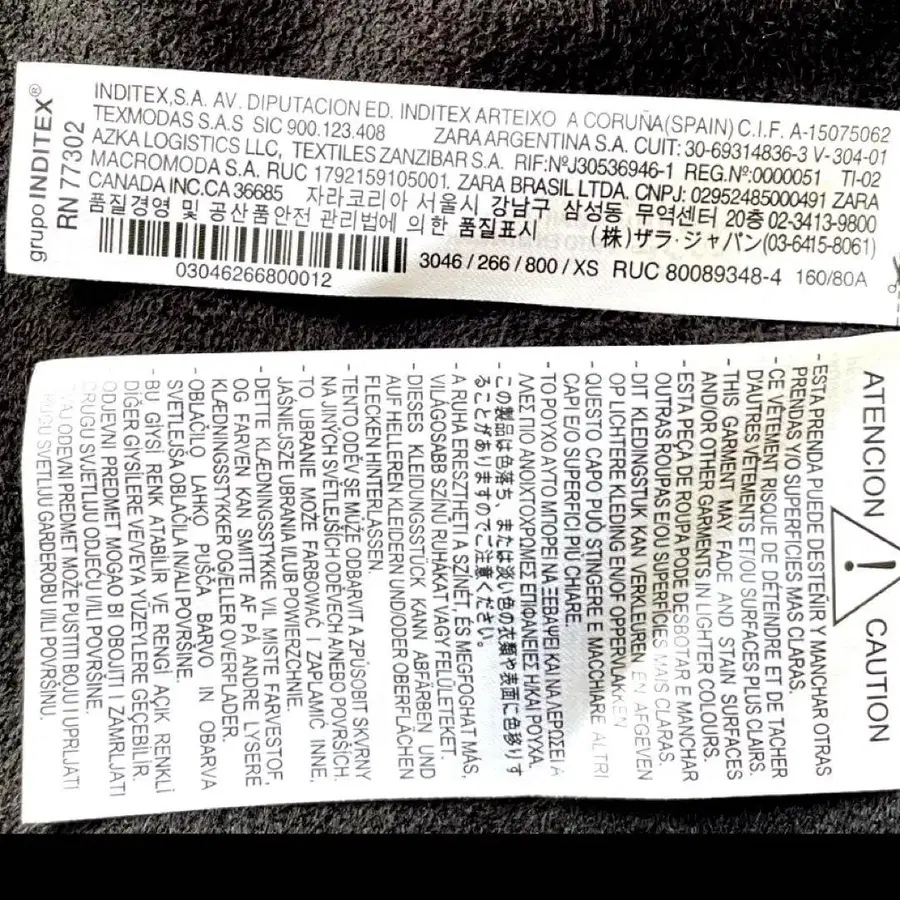 grupo INDITEX®
RN 77302
INDITEX,S.A. AV. DIPUTACION ED. INDITEX ARTEIXO A CORUÑA(SPAIN) C.I.F. A-15075062
TEXMODAS S.A.S SIC 900.123.408 ZARA ARGENTINA S.A. CUIT: 30-69314836-3 V-304-01
AZKA LOGISTICS LLC, TEXTILES ZANZIBAR S.A. RIF:NºJ30536946-1 REG.Nº:0000051 TI-02
MACROMODA S.A. RUC 1792159105001, ZARA BRASIL LTDA. CNPJ: 02952485000491 ZARA
CANADA INC.CA 36685 자라코리아 서울시 강남구 삼성동 무역센터 20층 02-3413-9800
품질경영 및 공산품안전 관리법에 의한 품질표시 (株)ザラ・ジャパン(03-6415-8061)
03046266800012
3046 / 266 / 800 / XS RUC 80089348-4 160/80A
ATENCION ! CAUTION
- ESTA PRENDA PUEDE DESTEÑIR Y MANCHAR OTRAS
PRENDAS Y/O SUPERFICIES MAS CLARAS.
- CE VÊTEMENT RISQUE DE DÉTEINDRE ET DE TACHER
D'AUTRES VÊTEMENTS ET/OU SURFACES PLUS CLAIRS.
- THIS GARMENT MAY FADE AND STAIN SURFACES
AND/OR OTHER GARMENTS IN LIGHTER COLOURS.
- ESTA PEÇA DE ROUPA PODE DESBOTAR E MANCHAR
OUTRAS ROUPAS E/OU SUPERFÍCIES MAIS CLARAS.
- DIT KLEDINGSTUK KAN VERKLEUREN EN AFGEVEN
OP LICHTERE KLEDING EN/OF OPPERVLAKKEN
- QUESTO CAPO PUÒ STINGERE E MACCHIARE ALTRI
CAPI E/O SUPERFICI PIÙ CHIARE.
- ΤΟ ΡΟΥΧΟ ΑΥΤΟ ΜΠΟΡΕΙ ΝΑ ΞΕΒΑΨΕΙ ΚΑΙ ΝΑ ΛΕΡΩΣΕΙ Α
ΛΛΕΣ ΠΙΟ ΑΝΟΙΧΤΟΧΡΩΜΕΣ ΕΠΙΦΑΝΕΙΕΣ Η ΚΑΙ ΡΟΥΧΑ.
- この製品は色落ち、または淡い色の衣類や表面に色移りす
ることがありますのでご注意ください。
- A RUHA ERESZTHETI A SZÍNÉT, ÉS MEGFOGHAT MÁS,
VILÁGOSABB SZÍNŰ RUHÁKAT VAGY FELÜLETEKET.
- DIESES KLEIDUNGSSTÜCK KANN ABFÄRBEN UND
AUF HELLEREN KLEIDERN UND/ODER OBERFLÄCHEN
FLECKEN HINTERLASSEN.
- TENTO ODĚV SE MŮŽE ODBARVIT A ZPŮSOBIT SKVRNY
NA JINÝCH SVĚTLEJŠÍCH ODĚVECH A/NEBO POVRŠÍCH.
- TO UBRANIE MOŻE FARBOWAĆ I ZAPLAMIĆ INNE,
JAŚNIEJSZE UBRANIA I/LUB POWIERZCHNIE.
- DETTE KLÆDNINGSSTYKKE VIL MISTE FARVESTOF,
OG FARVEN KAN SMITTE AF PÅ ANDRE LYSERE
KLÆDNINGSSTYKKER OG/ELLER OVERFLADER.
- OBLAČILO LAHKO PUŠČA BARVO IN OBARVA
SVETLEJŠA OBLAČILA IN/ALI POVRŠINE.
- BU GİYSİ RENK ATABİLİR VE RENGİ AÇIK RENKLİ
DİĞER GİYSİLERE VE/VEYA YÜZEYLERE GEÇEBİLİR.
ODJEVNI PREDMET MOGAO BI OBOJITI I ZAMRLJATI
DRUGU SVJETLIJU ODJEĆU I/ILI POVRŠINE.
OVAJ ODEVNI PREDMET MOŽE PUSTITI BOJU I UPRLJATI
DRUGU SVETLIJU GARDEROBU I/ILI POVRŠINU.